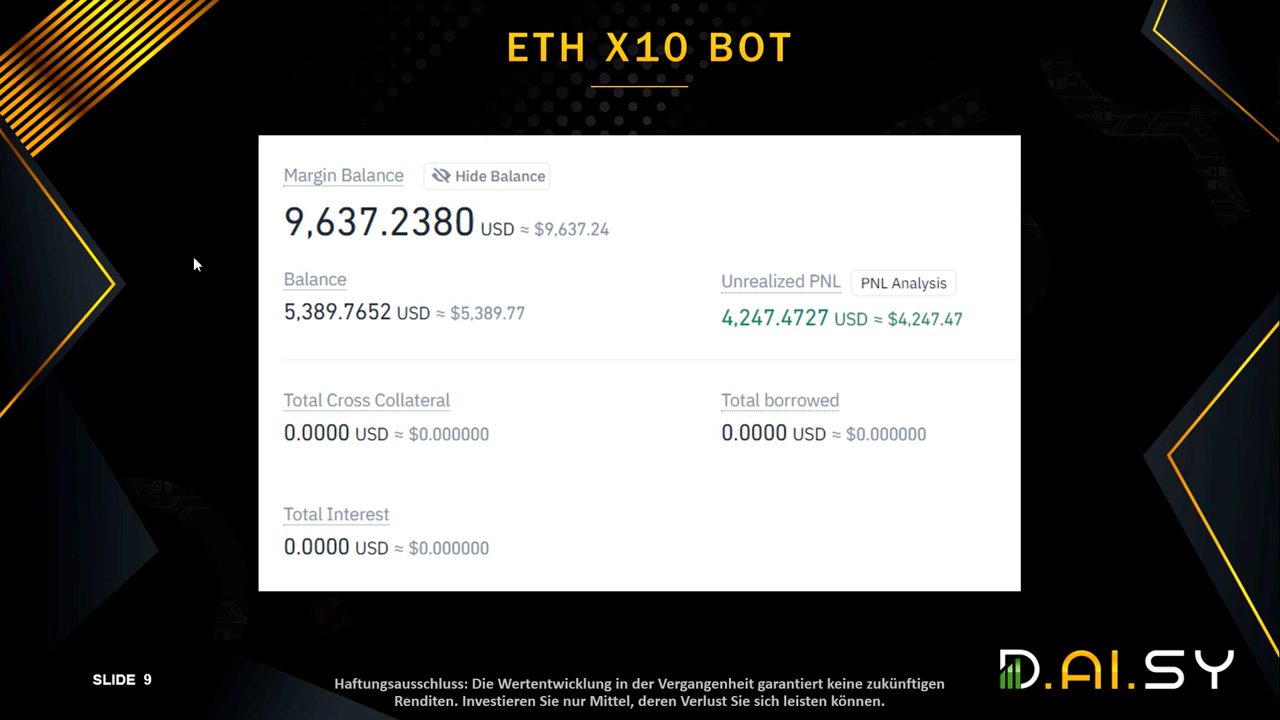 ETH X10 BOT
Margin Balance Hide Balance
9,637.2380 USD ≈ $9,637.24
Balance
5,389.7652 USD ≈ $5,389.77
Unrealized PNL PNL Analysis
4,247.4727 USD ≈ $4,247.47
Total Cross Collateral
0.0000 USD ≈ $0.000000
Total borrowed
0.0000 USD ≈ $0.000000
Total Interest
0.0000 USD ≈ $0.000000
SLIDE 9
Haftungsausschluss: Die Wertentwicklung in der Vergangenheit garantiert keine zukünftigen
Renditen. Investieren Sie nur Mittel, deren Verlust Sie sich leisten können.
D.AI.SY